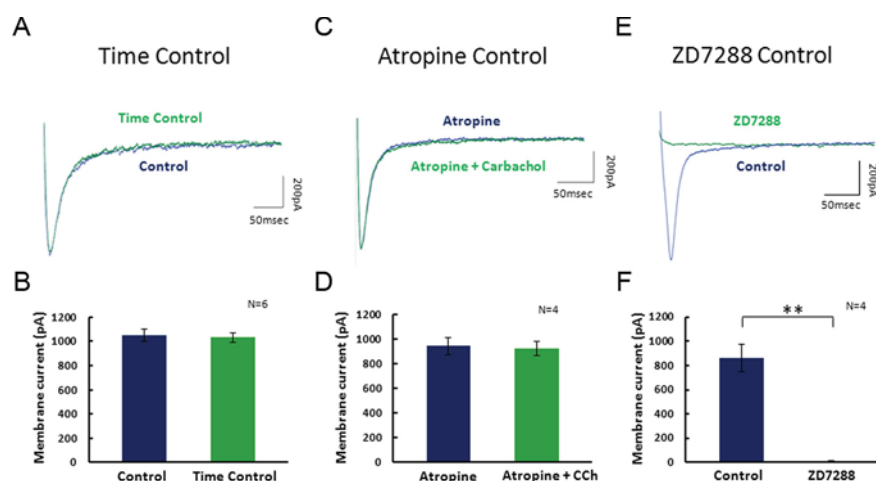 A
Time Control
Time Control
Control
200pA
50msec
C
Atropine Control
Atropine
Atropine + Carbachol
200pA
50msec
E
ZD7288 Control
ZD7288
Control
200pA
50msec
B
N=6
Membrane current (pA)
1200
1000
800
600
400
200
0
Control
Time Control
D
N=4
Membrane current (pA)
1200
1000
800
600
400
200
0
Atropine
Atropine + CCh
F
N=4
**
Membrane current (pA)
1200
1000
800
600
400
200
0
Control
ZD7288